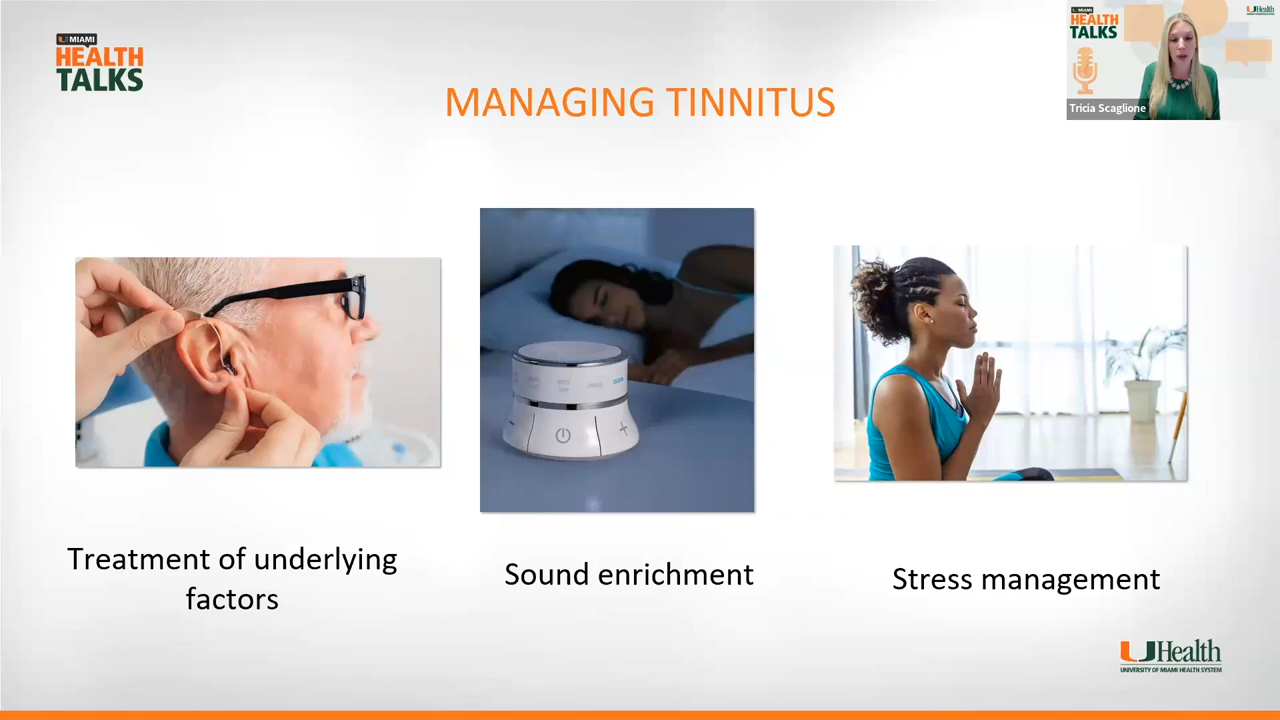 U MIAMI
HEALTH
TALKS
MANAGING TINNITUS
U MIAMI
HEALTH
TALKS
UHealth
Tricia Scaglione
Treatment of underlying
factors
Sound enrichment
Stress management
UHealth
UNIVERSITY OF MIAMI HEALTH SYSTEM